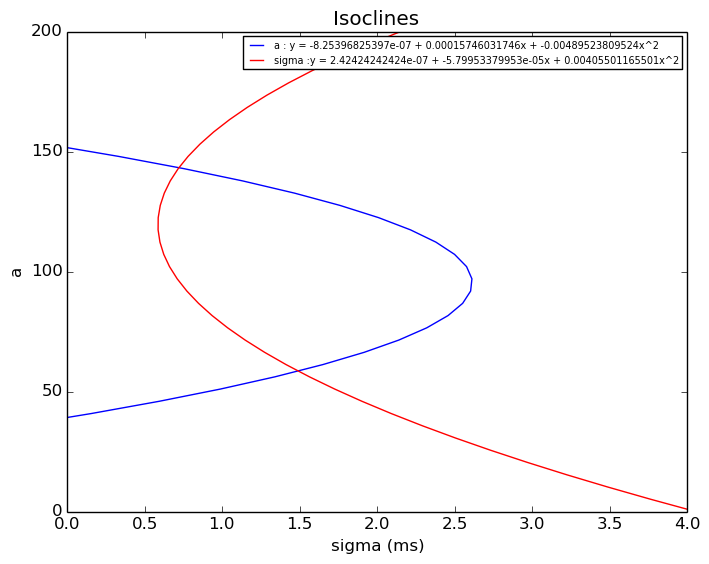 Isoclines
a : y = -8.25396825397e-07 + 0.00015746031746x + -0.00489523809524x^2
sigma :y = 2.42424242424e-07 + -5.79953379953e-05x + 0.00405501165501x^2
200
150
100
50
0
a
0.0 0.5 1.0 1.5 2.0 2.5 3.0 3.5 4.0
sigma (ms)